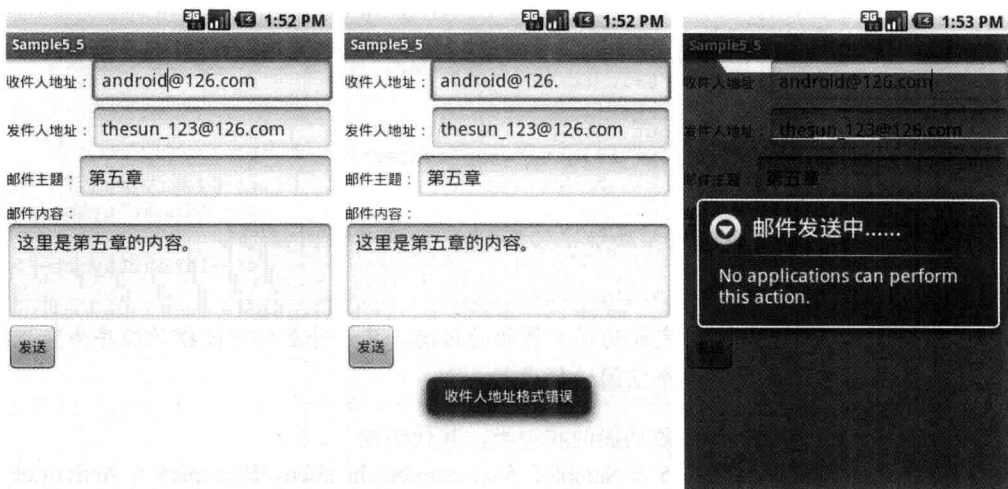 3G 1:52 PM
Sample5_5
收件人地址： android@126.com
发件人地址： thesun_123@126.com
邮件主题： 第五章
邮件内容：
这里是第五章的内容。
发送
3G 1:52 PM
Sample5_5
收件人地址： android@126.
发件人地址： thesun_123@126.com
邮件主题： 第五章
邮件内容：
这里是第五章的内容。
发送
收件人地址格式错误
3G 1:53 PM
Sample5_5
收件人地址： android@126.com
发件人地址： thesun_123@126.com
邮件主题： 第五章
邮件发送中......
No applications can perform
this action.
发送